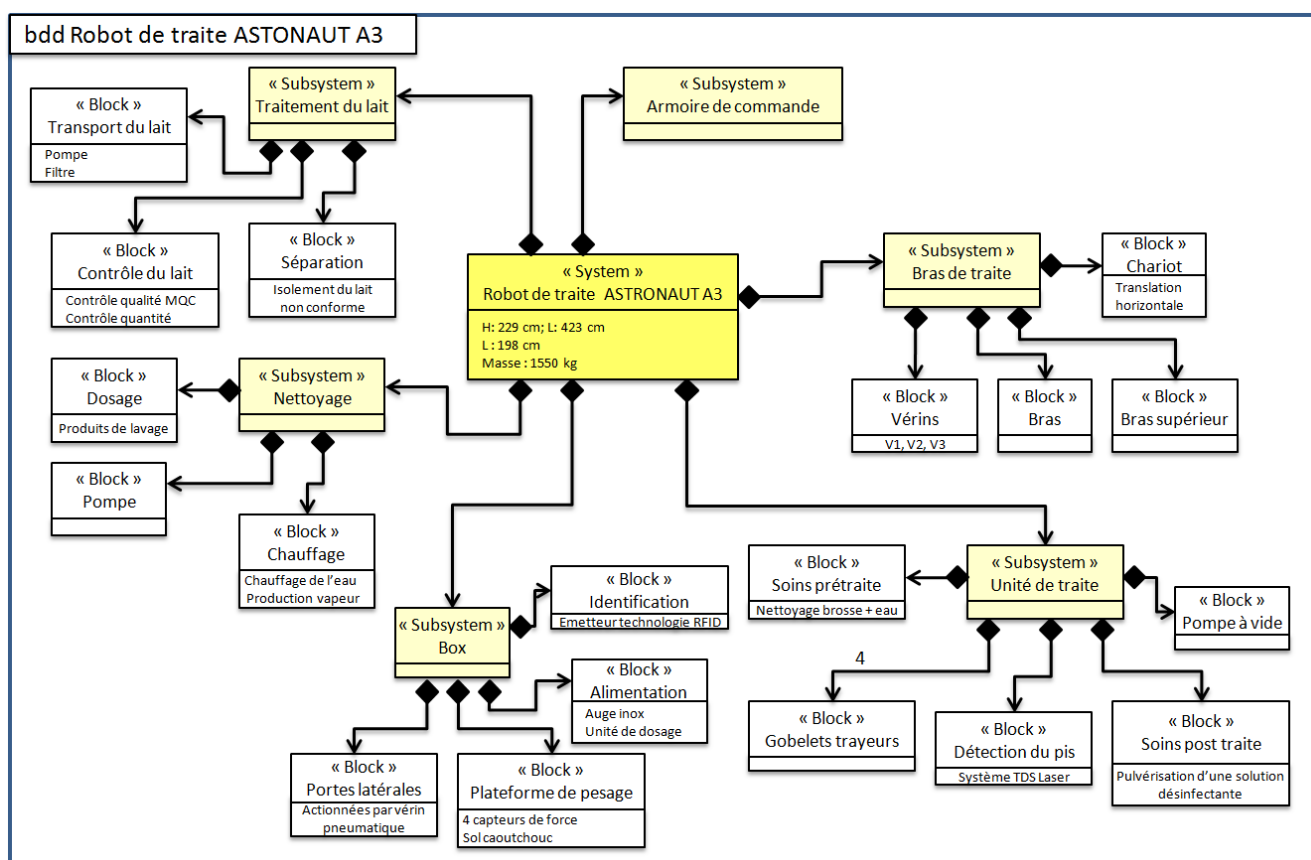 bdd Robot de traite ASTONAUT A3
« Subsystem »
Traitement du lait
« Subsystem »
Armoire de commande
« Block »
Transport du lait
Pompe
Filtre
« Block »
Contrôle du lait
Contrôle qualité MQC
Contrôle quantité
« Block »
Séparation
Isolement du lait
non conforme
« System »
Robot de traite ASTRONAUT A3
H: 229 cm; L: 423 cm
L : 198 cm
Masse : 1550 kg
« Subsystem »
Bras de traite
« Block »
Chariot
Translation
horizontale
« Block »
Vérins
V1, V2, V3
« Block »
Bras
« Block »
Bras supérieur
« Subsystem »
Nettoyage
« Block »
Dosage
Produits de lavage
« Block »
Pompe
« Block »
Chauffage
Chauffage de l'eau
Production vapeur
« Subsystem »
Box
« Block »
Identification
Emetteur technologie RFID
« Block »
Alimentation
Auge inox
Unité de dosage
« Block »
Portes latérales
Actionnées par vérin
pneumatique
« Block »
Plateforme de pesage
4 capteurs de force
Sol caoutchouc
« Subsystem »
Unité de traite
« Block »
Soins prétraite
Nettoyage brosse + eau
« Block »
Pompe à vide
4
« Block »
Gobelets trayeurs
« Block »
Détection du pis
Système TDS Laser
« Block »
Soins post traite
Pulvérisation d'une solution
désinfectante